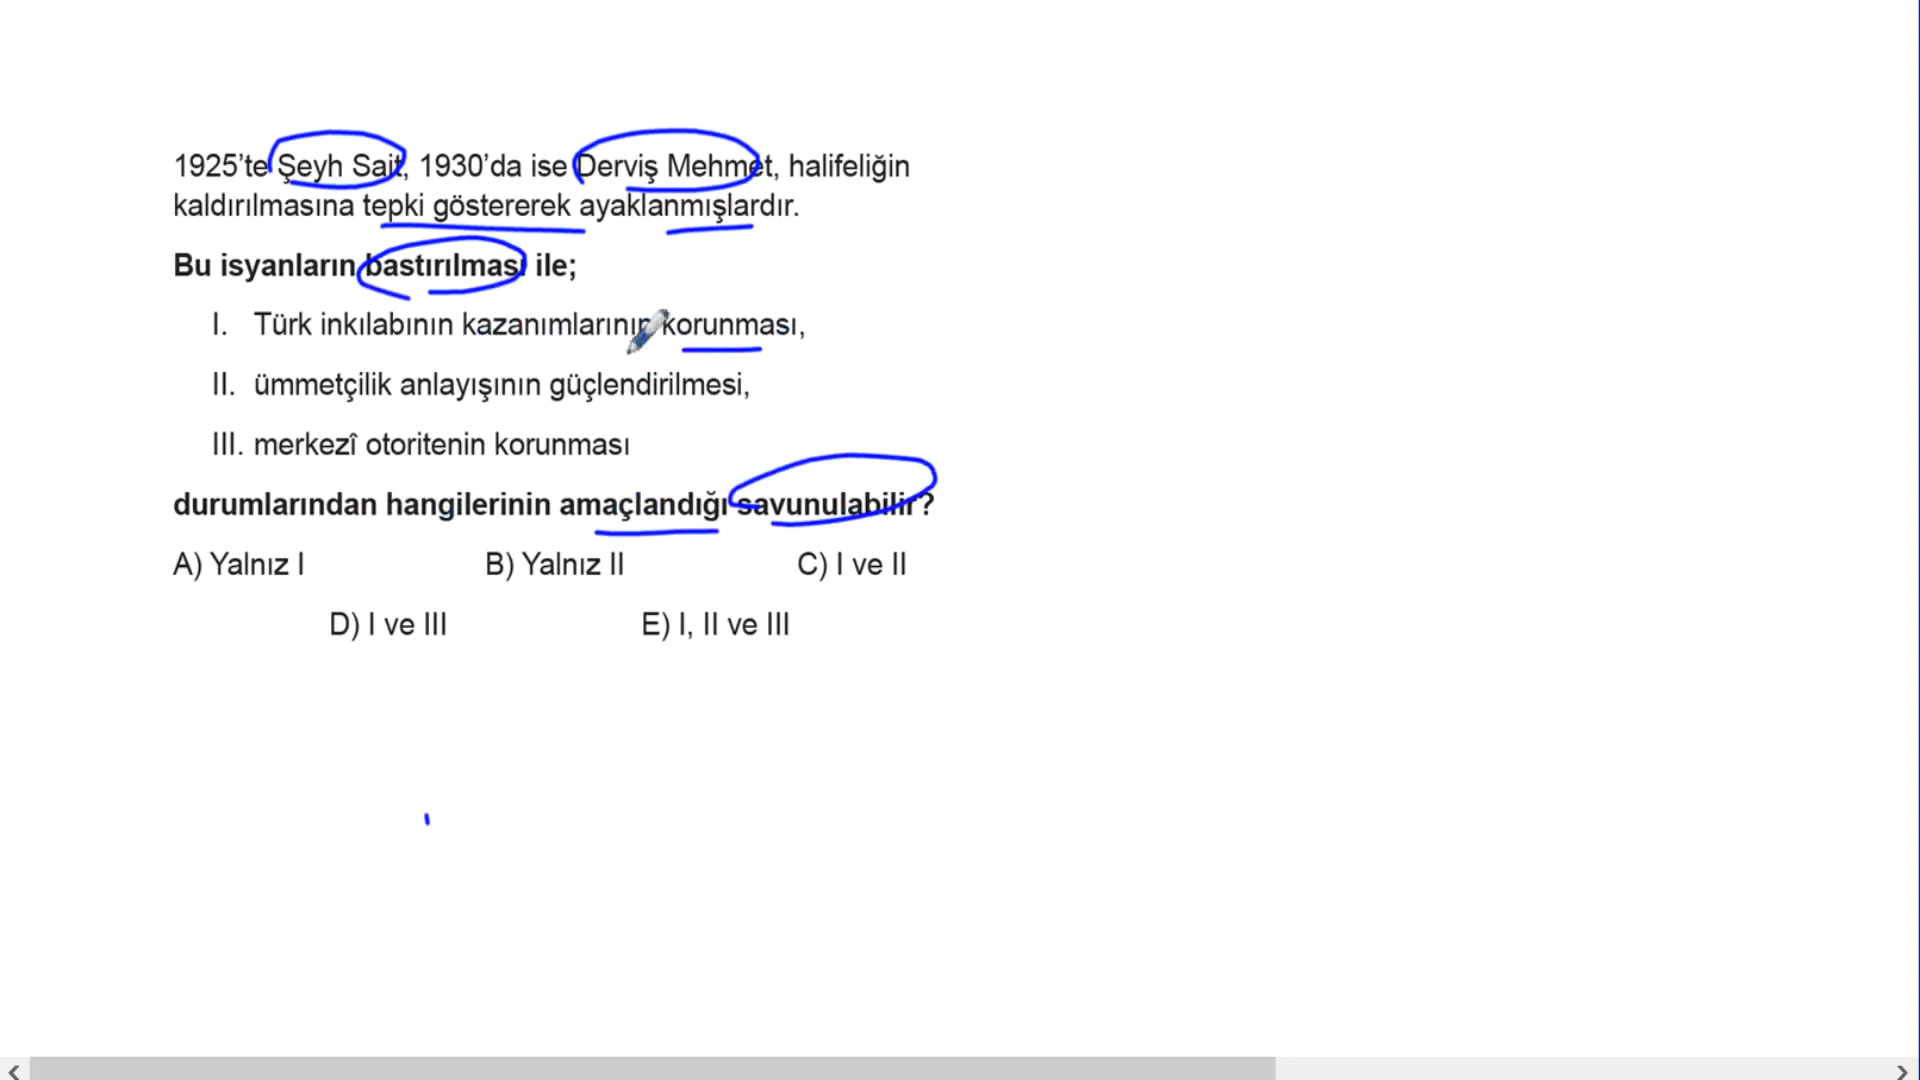 1925’te Şeyh Sait, 1930’da ise Derviş Mehmet, halifeliğin
kaldırılmasına tepki göstererek ayaklanmışlardır.
Bu isyanların bastırılması ile;
I. Türk inkılabının kazanımlarının korunması,
II. ümmetçilik anlayışının güçlendirilmesi,
III. merkezî otoritenin korunması
durumlarından hangilerinin amaçlandığı savunulabilir?
A) Yalnız I B) Yalnız II C) I ve II
D) I ve III E) I, II ve III